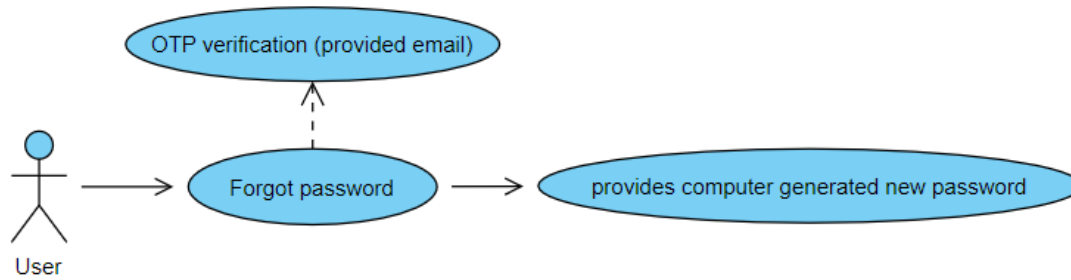 OTP verification (provided email)
Forgot password
provides computer generated new password
User